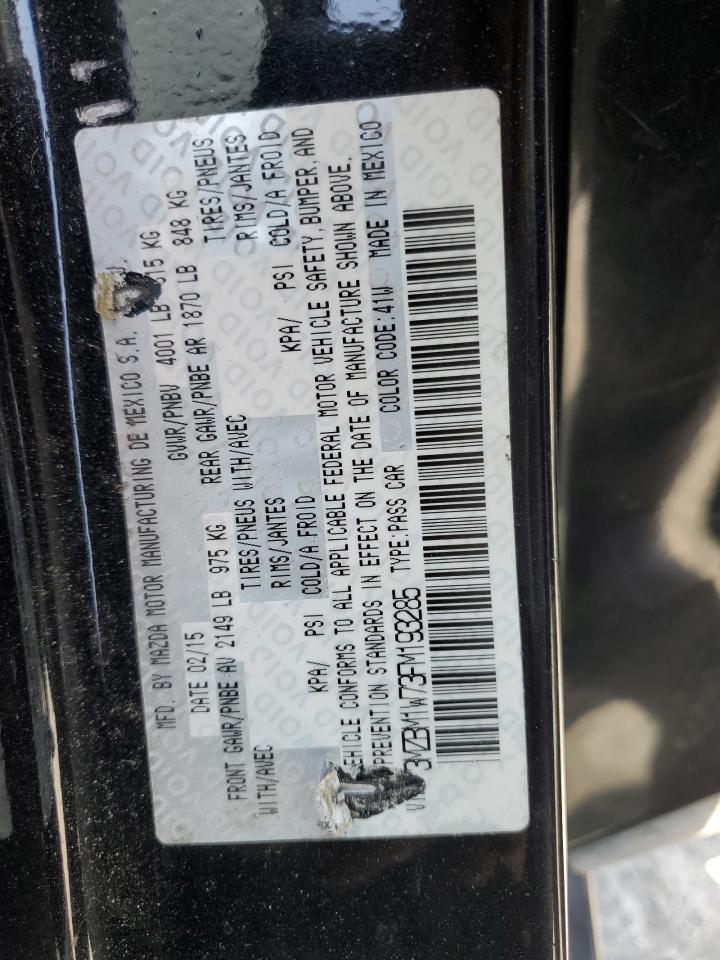 MFD. BY MAZDA MOTOR MANUFACTURING DE MEXICO S.A.
DATE 02/15 GVWR/PNBV 4001 LB 15 KG
FRONT GAWR/PNBE AV 2149 LB 975 KG REAR GAWR/PNBE AR 1870 LB 848 KG
WITH/AVEC TIRES/PNEUS WITH/AVEC TIRES/PNEUS
RIMS/JANTES RIMS/JANTES
KPA/ PSI COLD/A FROID KPA/ PSI COLD/A FROID
EHICLE CONFORMS TO ALL APPLICABLE FEDERAL MOTOR VEHICLE SAFETY, BUMPER, AND
PREVENTION STANDARDS IN EFFECT ON THE DATE OF MANUFACTURE SHOWN ABOVE.
3MZBM1W73FM193285 TYPE:PASS CAR COLOR CODE:41W MADE IN MEXICO